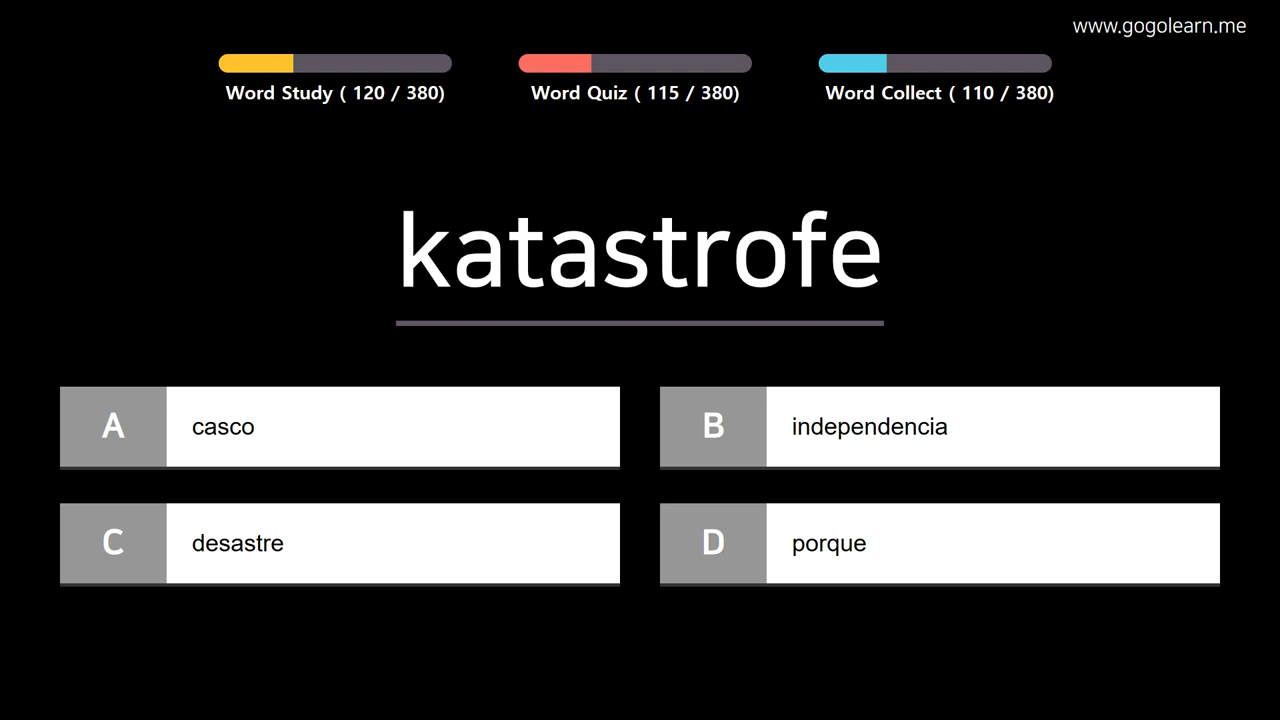 www.gogolearn.me
Word Study ( 120 / 380)
Word Quiz ( 115 / 380)
Word Collect ( 110 / 380)
katastrofe
A
casco
B
independencia
C
desastre
D
porque